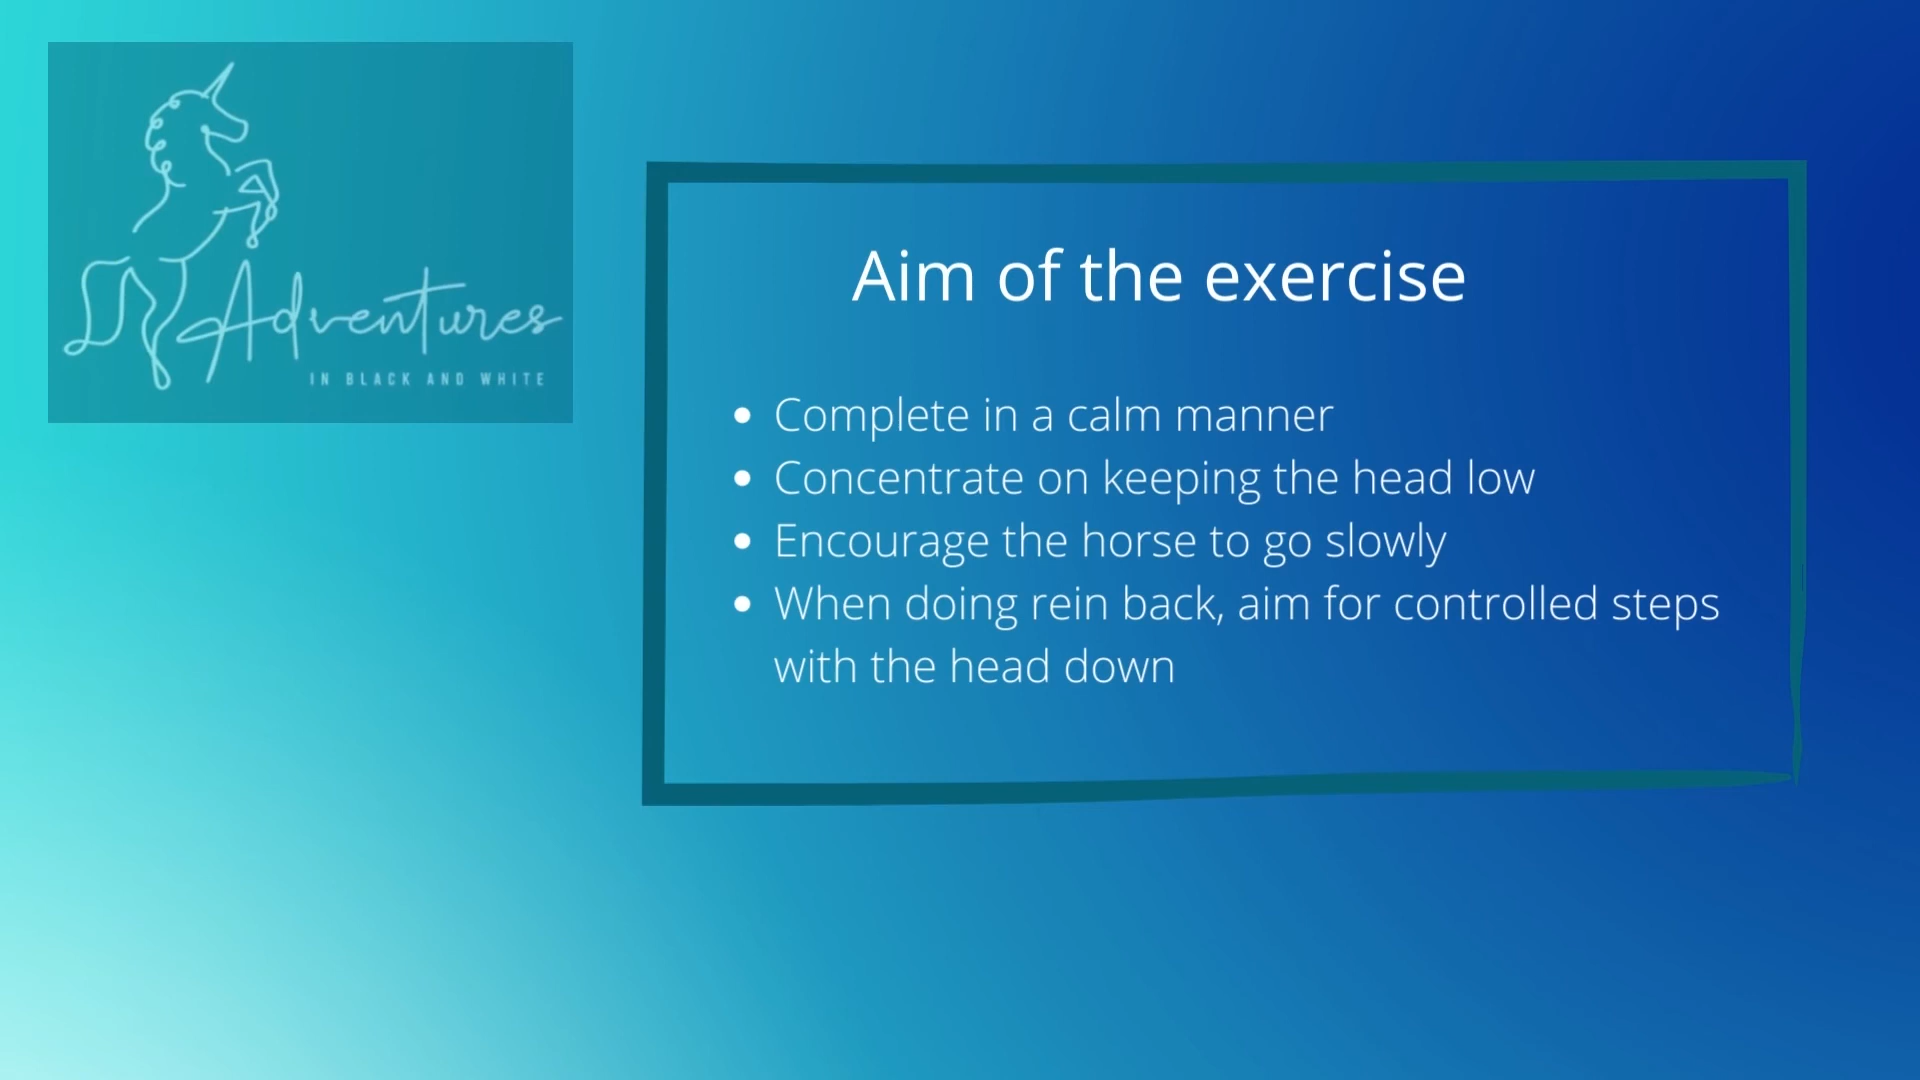 Adventures
IN BLACK AND WHITE
Aim of the exercise
Complete in a calm manner
Concentrate on keeping the head low
Encourage the horse to go slowly
When doing rein back, aim for controlled steps
with the head down